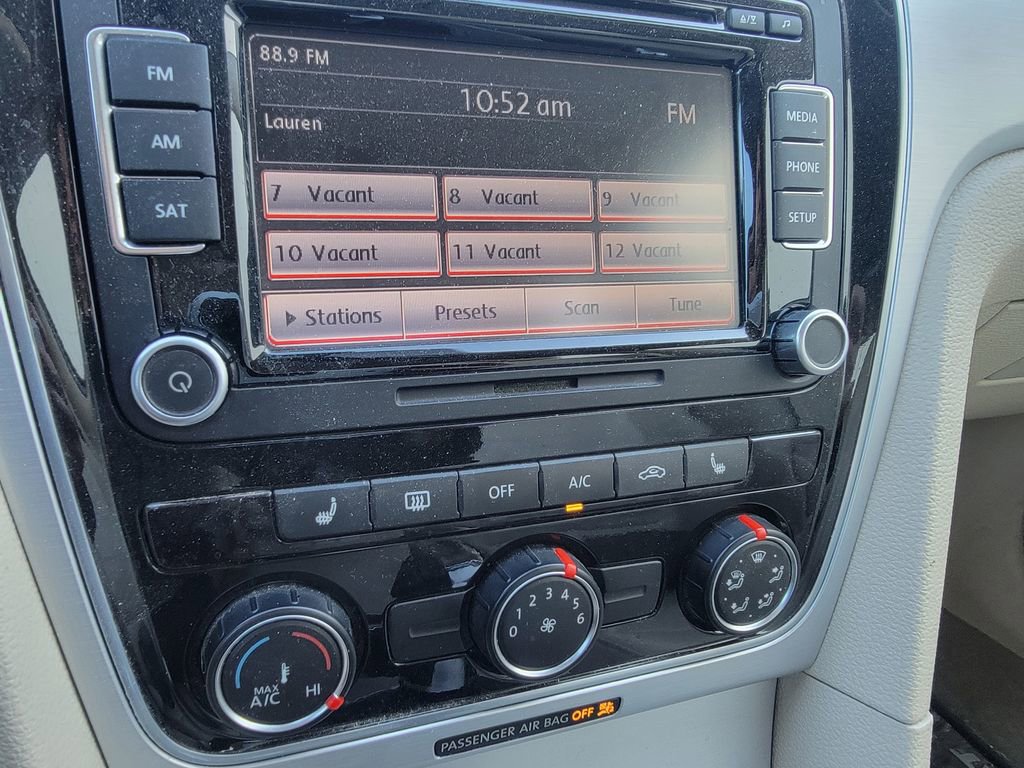 FM
AM
SAT
88.9 FM
10:52 am
FM
Lauren
7 Vacant
8 Vacant
9 Vacant
10 Vacant
11 Vacant
12 Vacant
Stations
Presets
Scan
Tune
MEDIA
PHONE
SETUP
OFF
A/C
MAX
A/C
HI
0 1 2 3 4 5 6
PASSENGER AIR BAG OFF